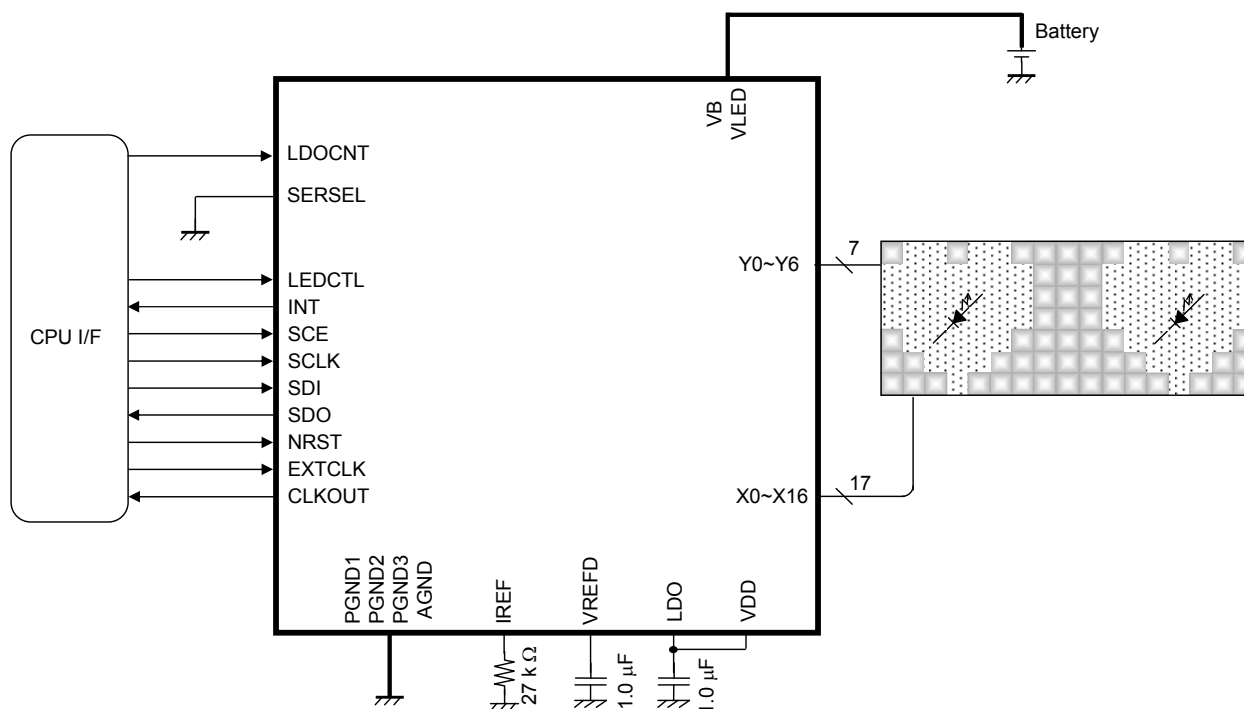 Battery
VB
VLED
CPU I/F
LDOCNT
SERSEL
LEDCTL
INT
SCE
SCLK
SDI
SDO
NRST
EXTCLK
CLKOUT
Y0~Y6
7
X0~X16
17
PGND1
PGND2
PGND3
AGND
IREF
VREFD
LDO
VDD
27 k Ω
1.0 μF
1.0 μF